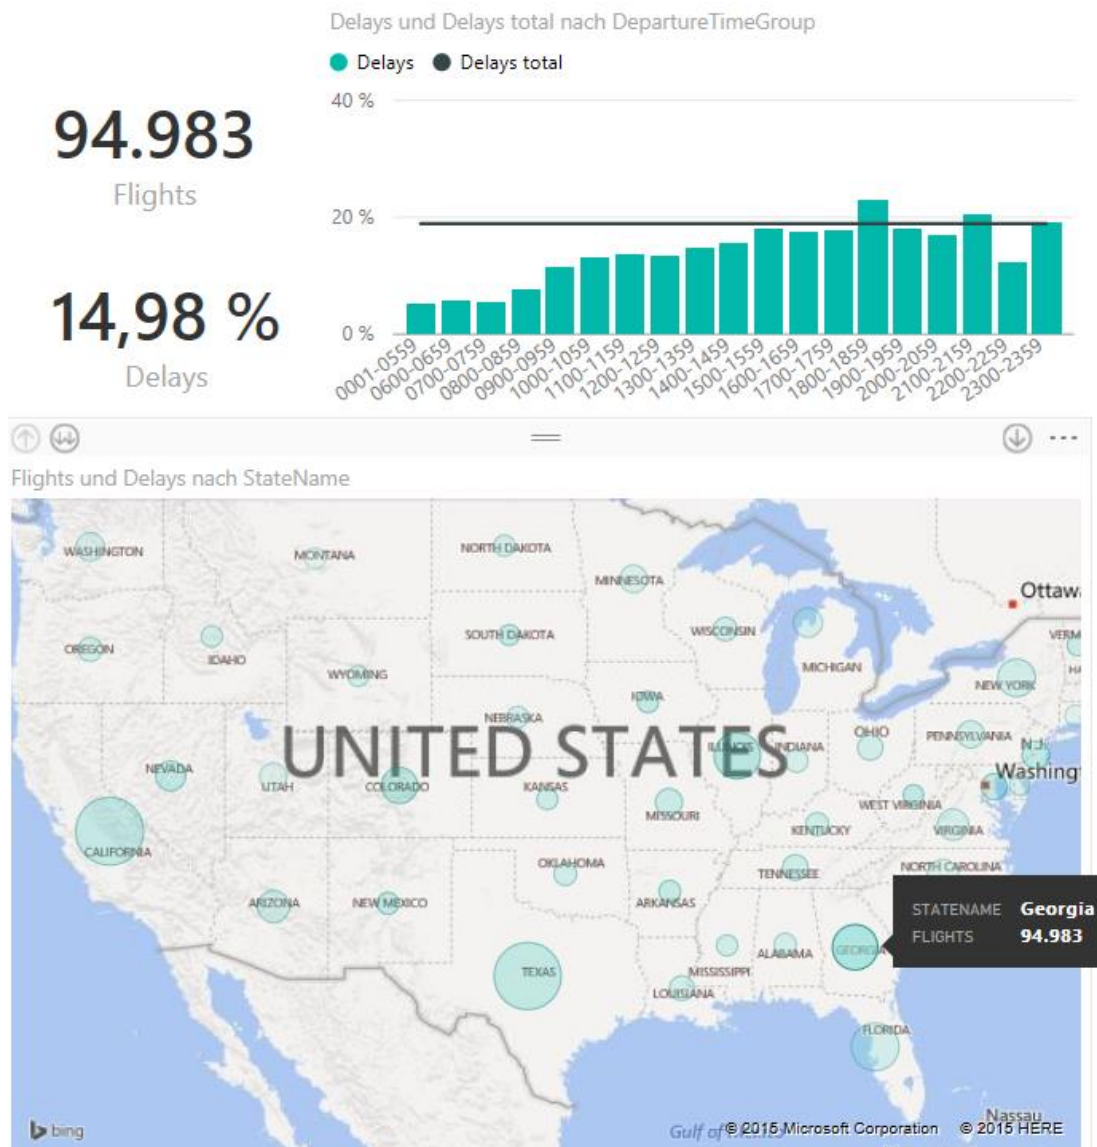 Delays und Delays total nach DepartureTimeGroup
Delays Delays total
40 %
20 %
0 %
94.983
Flights
14,98 %
Delays
0001-0559
0600-0659
0700-0759
0800-0859
0900-0959
1000-1059
1100-1159
1200-1259
1300-1359
1400-1459
1500-1559
1600-1659
1700-1759
1800-1859
1900-1959
2000-2059
2100-2159
2200-2259
2300-2359
Flights und Delays nach StateName
WASHINGTON
MONTANA
NORTH DAKOTA
MINNESOTA
Ottawa
OREGON
IDAHO
SOUTH DAKOTA
WISCONSIN
VERM
WYOMING
MICHIGAN
HA
NEW YORK
IOWA
NEBRASKA
UNITED STATES
ILLINOIS
INDIANA
OHIO
PENNSYLVANIA
N.J.
NEVADA
UTAH
COLORADO
KANSAS
Washing
MISSOURI
WEST VIRGINIA
KENTUCKY
VIRGINIA
CALIFORNIA
OKLAHOMA
TENNESSEE
NORTH CAROLINA
ARIZONA
NEW MEXICO
ARKANSAS
STATENAME Georgia
FLIGHTS 94.983
ALABAMA
GEORGIA
TEXAS
MISSISSIPPI
LOUISIANA
FLORIDA
Nassau
bing
Gulf of
© 2015 Microsoft Corporation © 2015 HERE